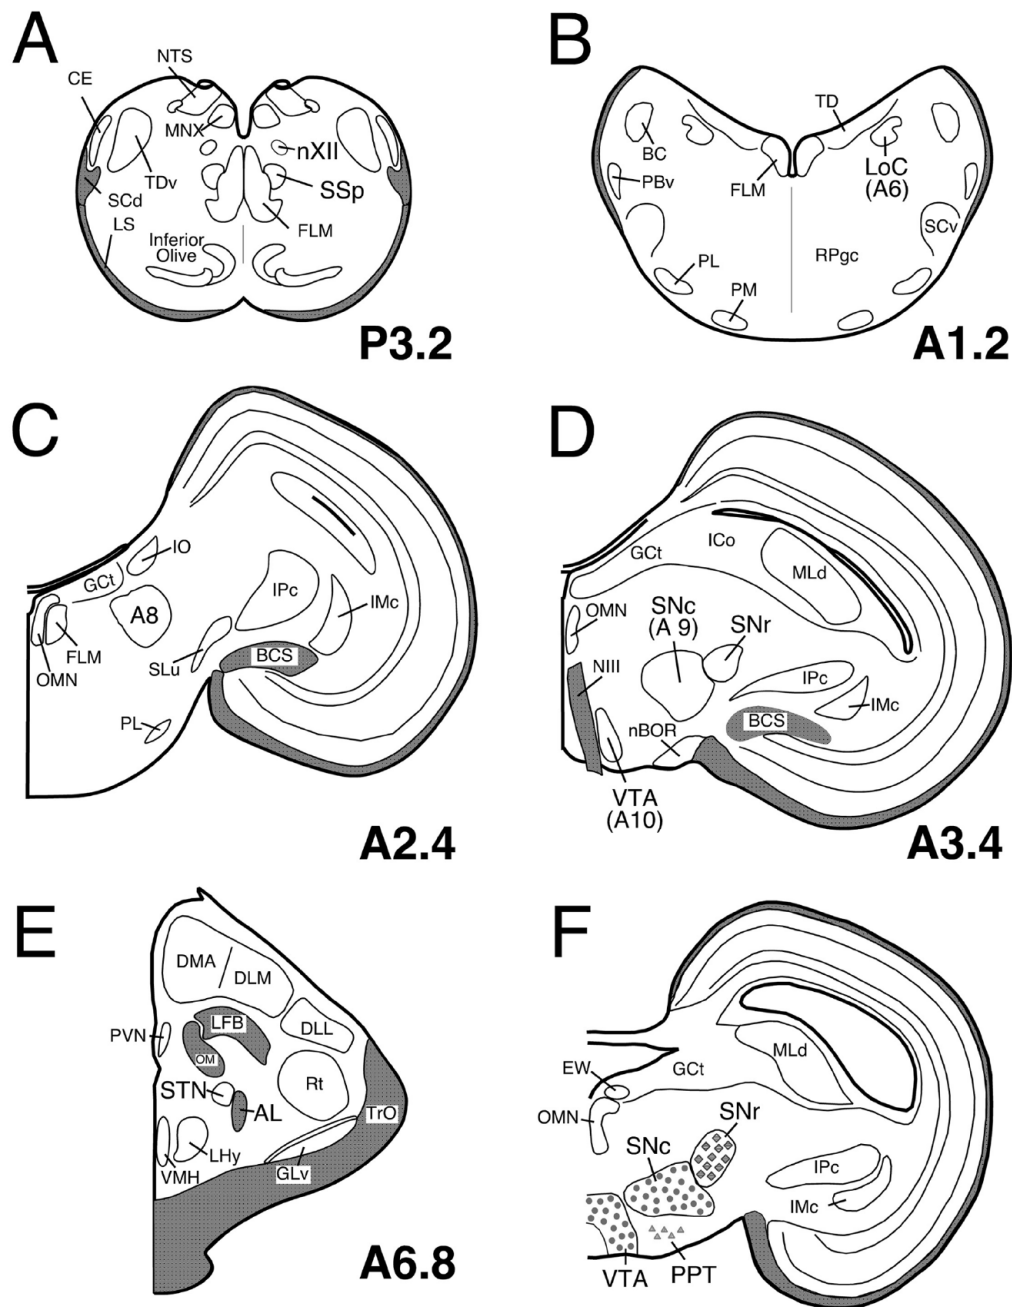 A
NTS
CE
MNX
nXII
TDv
SSp
SCd
LS
FLM
Inferior
Olive
P3.2
B
TD
BC
LoC
(A6)
PBv
FLM
SCv
RPgc
PL
PM
A1.2
C
IO
GCt
IPc
A8
IMc
FLM
SLu
BCS
OMN
PL
A2.4
D
ICo
GCt
MLd
OMN
SNc
(A 9)
SNr
NIII
IPc
IMc
BCS
nBOR
VTA
(A10)
A3.4
E
DMA
DLM
LFB
PVN
DLL
OM
STN
Rt
AL
TrO
LHy
VMH
GLv
A6.8
F
MLd
EW
GCt
OMN
SNr
SNc
IPc
IMc
VTA
PPT